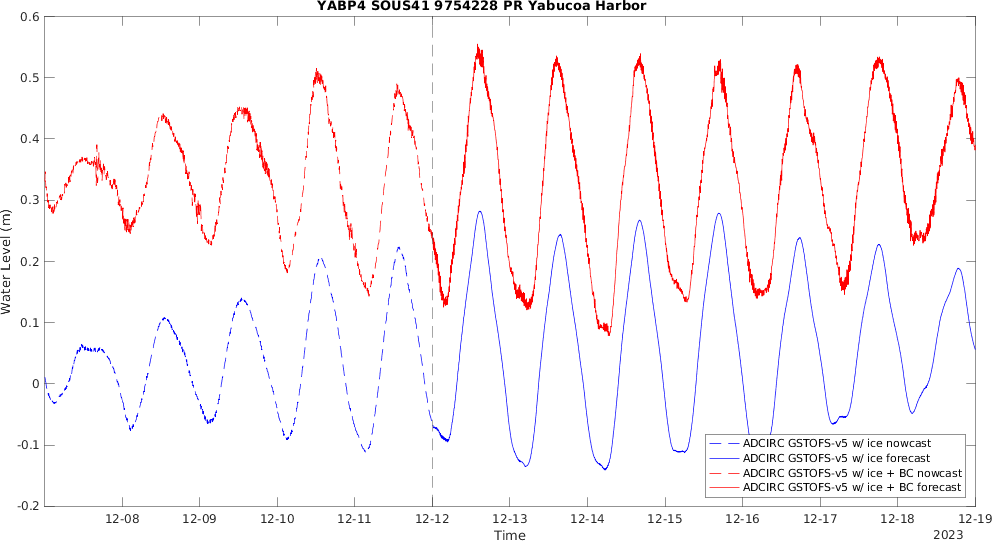 YABP4 SOUS41 9754228 PR Yabucoa Harbor
0.6
0.5
0.4
0.3
0.2
0.1
0
-0.1
-0.2
Water Level (m)
ADCIRC GSTOFS-v5 w/ ice nowcast
ADCIRC GSTOFS-v5 w/ ice forecast
ADCIRC GSTOFS-v5 w/ ice + BC nowcast
ADCIRC GSTOFS-v5 w/ ice + BC forecast
12-08 12-09 12-10 12-11 12-12 12-13 12-14 12-15 12-16 12-17 12-18 12-19
Time
2023